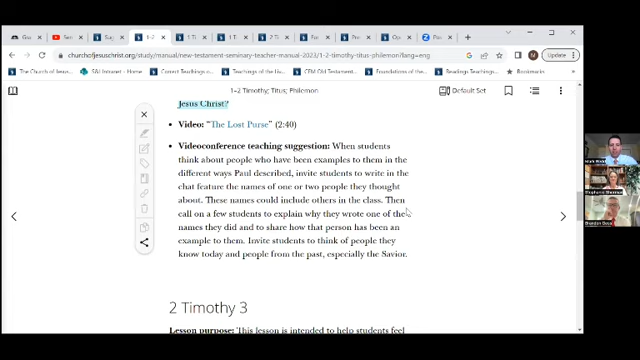 1-2
Update
churchofjesuschrist.org/study/manual/new-testament-seminary-teacher-manual-2023/1-timothy-titus-philemon?lang=eng
The Church of Jesus
S&I Intranet - Home
Correct Teachings
Teachings of the
CFM Old Testament
Foundations of the
Readings Teachings
Bookmarks
1–2 Timothy; Titus; Philemon
Default Set
Jesus Christ?
• Video: “The Lost Purse” (2:40)
• Videoconference teaching suggestion: When students
think about people who have been examples to them in the
different ways Paul described, invite students to write in the
chat feature the names of one or two people they thought
about. These names could include others in the class. Then
call on a few students to explain why they wrote one of the
names they did and to share how that person has been an
example to them. Invite students to think of people they
know today and people from the past, especially the Savior.
2 Timothy 3
Lesson purpose: This lesson is intended to help students feel